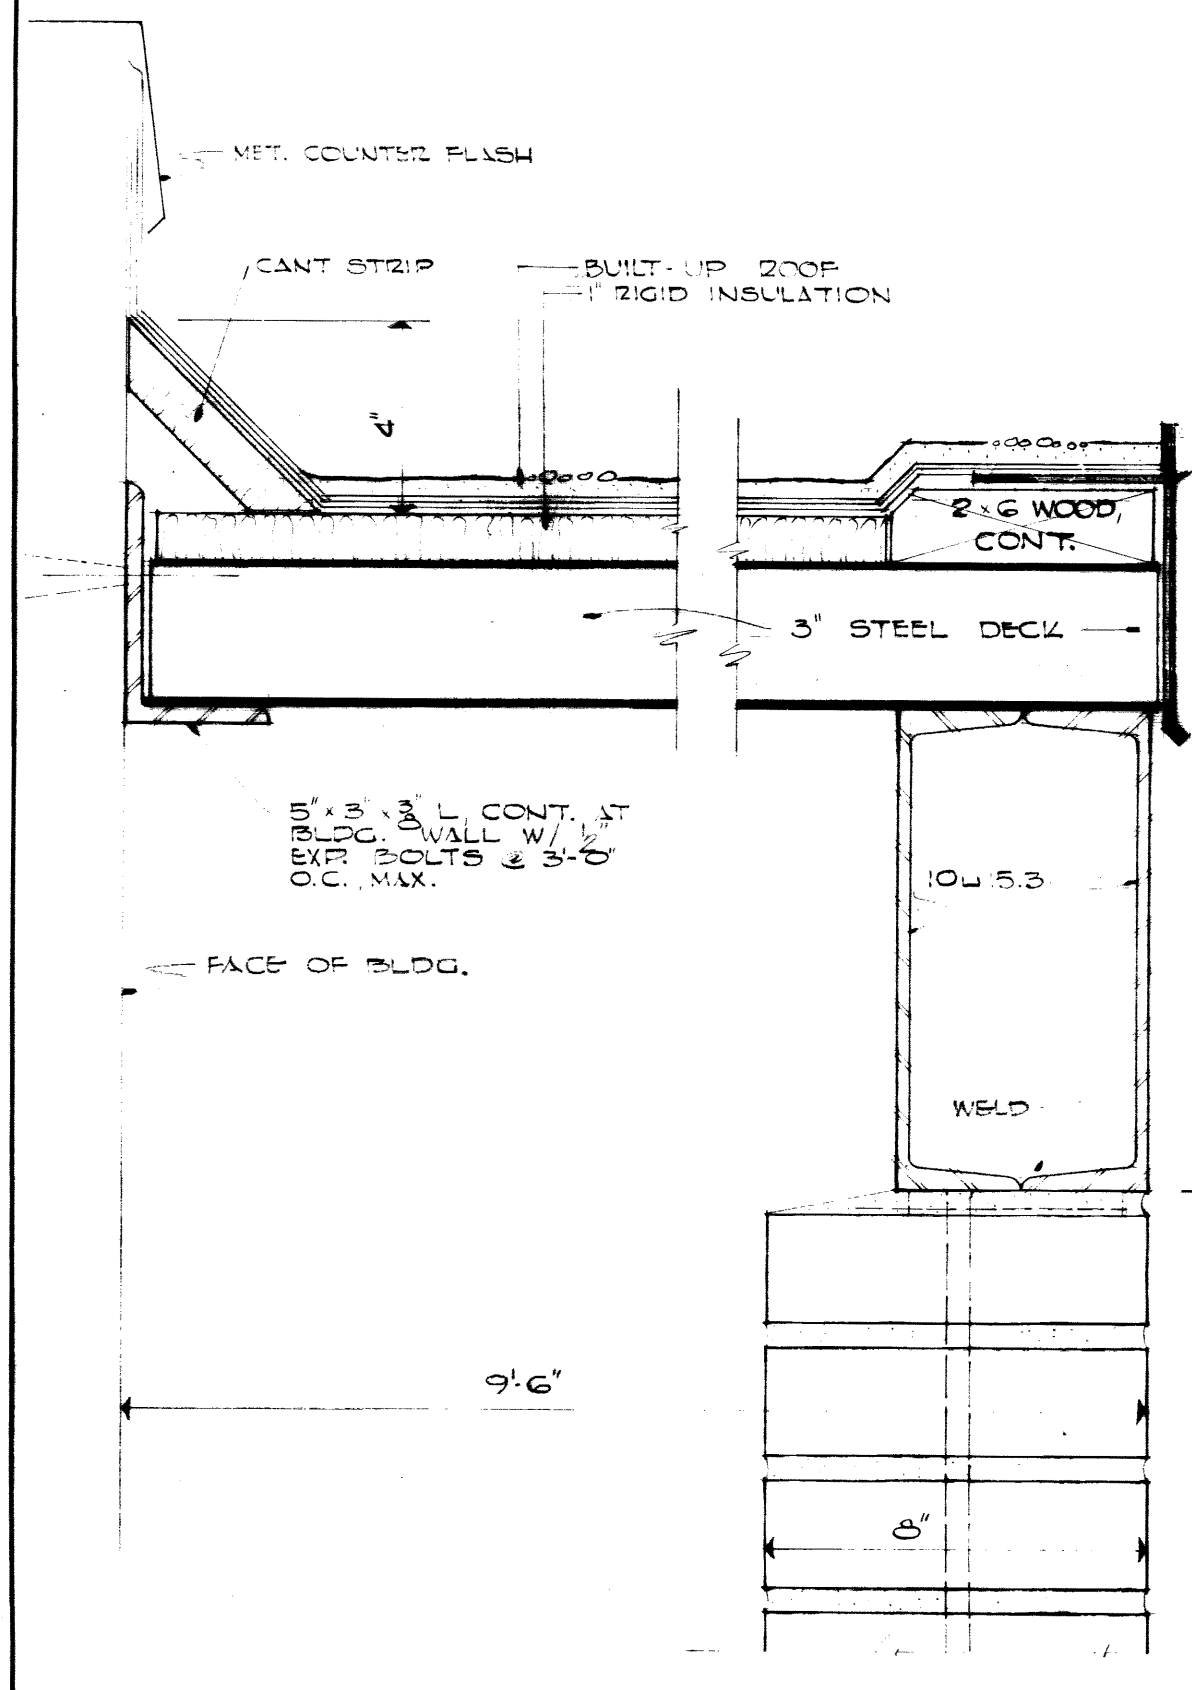 MET. COUNTER FLASH
CANT STRIP
BUILT-UP ROOF
1" RIGID INSULATION
4"
2 x 6 WOOD,
CONT.
3" STEEL DECK
5" x 3" x 3/8" L, CONT. AT
BLDG. WALL W/ 1/2"
EXP. BOLTS @ 3'-0"
O.C., MAX.
10 15.3
FACE OF BLDG.
WELD
9'-6"
8"